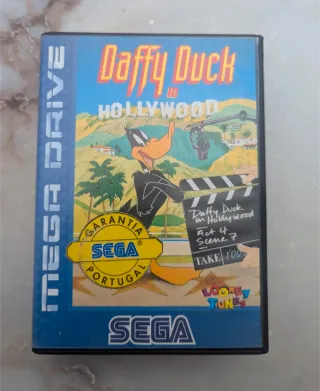 MEGA DRIVE
Daffy Duck
IN
HOLLYWOOD
Daffy Duck
in Hollywood
Act 4
Scene 7
TAKE 100
GARANTIA
SEGA
PORTUGAL
LOONEY
TUNES
SEGA